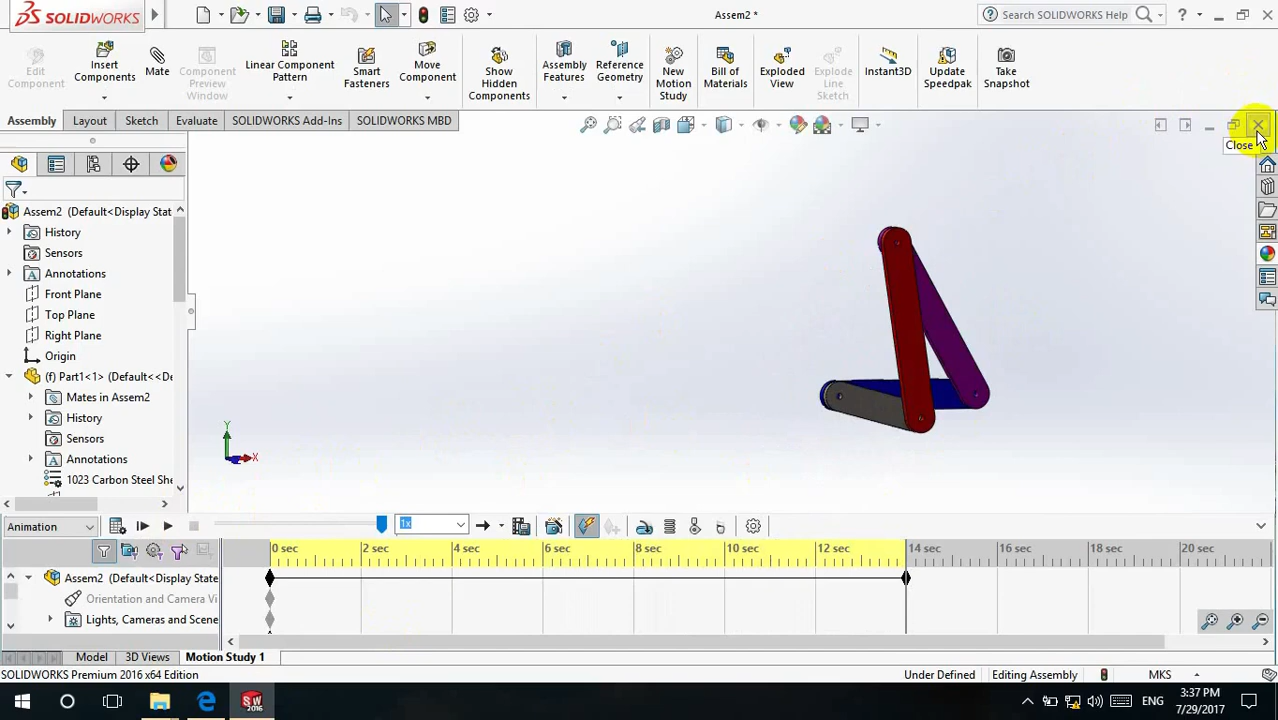 SOLIDWORKS
Assem2 *
Search SOLIDWORKS Help
Edit Component
Insert Components
Mate
Component Preview Window
Linear Component Pattern
Smart Fasteners
Move Component
Show Hidden Components
Assembly Features
Reference Geometry
New Motion Study
Bill of Materials
Exploded View
Explode Line Sketch
Instant3D
Update Speedpak
Take Snapshot
Assembly
Layout
Sketch
Evaluate
SOLIDWORKS Add-Ins
SOLIDWORKS MBD
Close
Assem2 (Default<Display Stat
History
Sensors
Annotations
Front Plane
Top Plane
Right Plane
Origin
(f) Part1<1> (Default<<De
Mates in Assem2
History
Sensors
Annotations
1023 Carbon Steel She
Y
X
Animation
1x
0 sec 2 sec 4 sec 6 sec 8 sec 10 sec 12 sec 14 sec 16 sec 18 sec 20 sec
Assem2 (Default<Display State
Orientation and Camera Vi
Lights, Cameras and Scene
Model
3D Views
Motion Study 1
SOLIDWORKS Premium 2016 x64 Edition
Under Defined
Editing Assembly
MKS
SW
2016
ENG
3:37 PM
7/29/2017